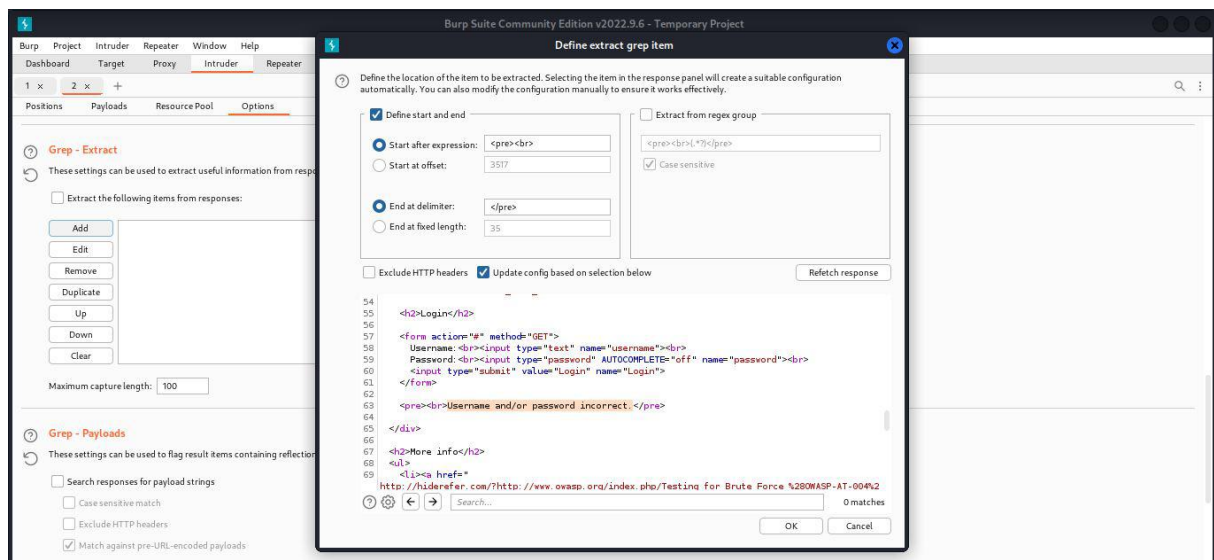 Burp Suite Community Edition v2022.9.6 - Temporary Project
Burp Project Intruder Repeater Window Help
Dashboard Target Proxy Intruder Repeater
1 × 2 × +
Positions Payloads Resource Pool Options
Grep - Extract
These settings can be used to extract useful information from
Extract the following items from responses:
Add
Edit
Remove
Duplicate
Up
Down
Clear
Maximum capture length: 100
Grep - Payloads
These settings can be used to flag result items containing
Search responses for payload strings
Case sensitive match
Exclude HTTP headers
Match against pre-URL-encoded payloads
Define extract grep item
Define the location of the item to be extracted. Selecting the item in the response panel will create a suitable configuration
automatically. You can also modify the configuration manually to ensure it works effectively.
Define start and end
Start after expression: <pre><br>
Start at offset: 3517
End at delimiter: </pre>
End at fixed length: 35
Extract from regex group
<pre><br>(.*?)</pre>
Case sensitive
Exclude HTTP headers Update config based on selection below Refetch response
54
55 <h2>Login</h2>
56
57 <form action="#" method="GET">
58 Username:<br><input type="text" name="username"><br>
59 Password:<br><input type="password" AUTOCOMPLETE="off" name="password"><br>
60 <input type="submit" value="Login" name="Login">
61 </form>
62
63 <pre><br>Username and/or password incorrect.</pre>
64
65 </div>
66
67 <h2>More info</h2>
68 <ul>
69 <li><a href="
http://hiderefer.com/?http://www.owasp.org/index.php/Testing_for_Brute_Force_%28OWASP-AT-004%2
Search... 0 matches
OK Cancel